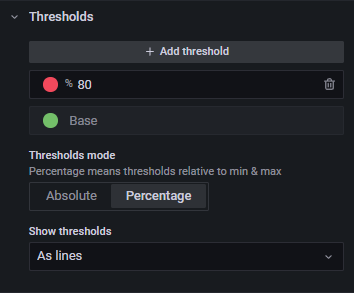 Thresholds
+ Add threshold
% 80
Base
Thresholds mode
Percentage means thresholds relative to min & max
Absolute Percentage
Show thresholds
As lines